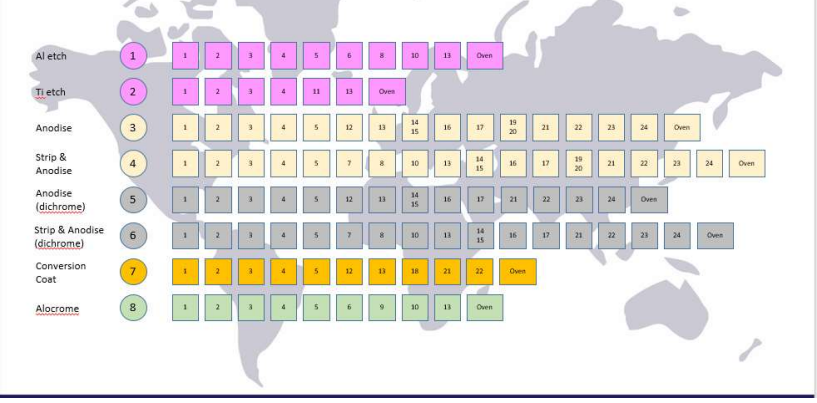 Al etch 1 1 2 3 4 5 6 8 10 13 Oven
Ti etch 2 1 2 3 4 11 13 Oven
Anodise 3 1 2 3 4 5 12 13 14 15 16 17 19 20 21 22 23 24 Oven
Strip &
Anodise 4 1 2 3 4 5 7 8 10 13 14 15 16 17 19 20 21 22 23 24 Oven
Anodise
(dichrome) 5 1 2 3 4 5 12 13 14 15 16 17 21 22 23 24 Oven
Strip & Anodise
(dichrome) 6 1 2 3 4 5 7 8 10 13 14 15 16 17 21 22 23 24 Oven
Conversion
Coat 7 1 2 3 4 5 12 13 18 21 22 Oven
Alocrome 8 1 2 3 4 5 6 9 10 13 Oven